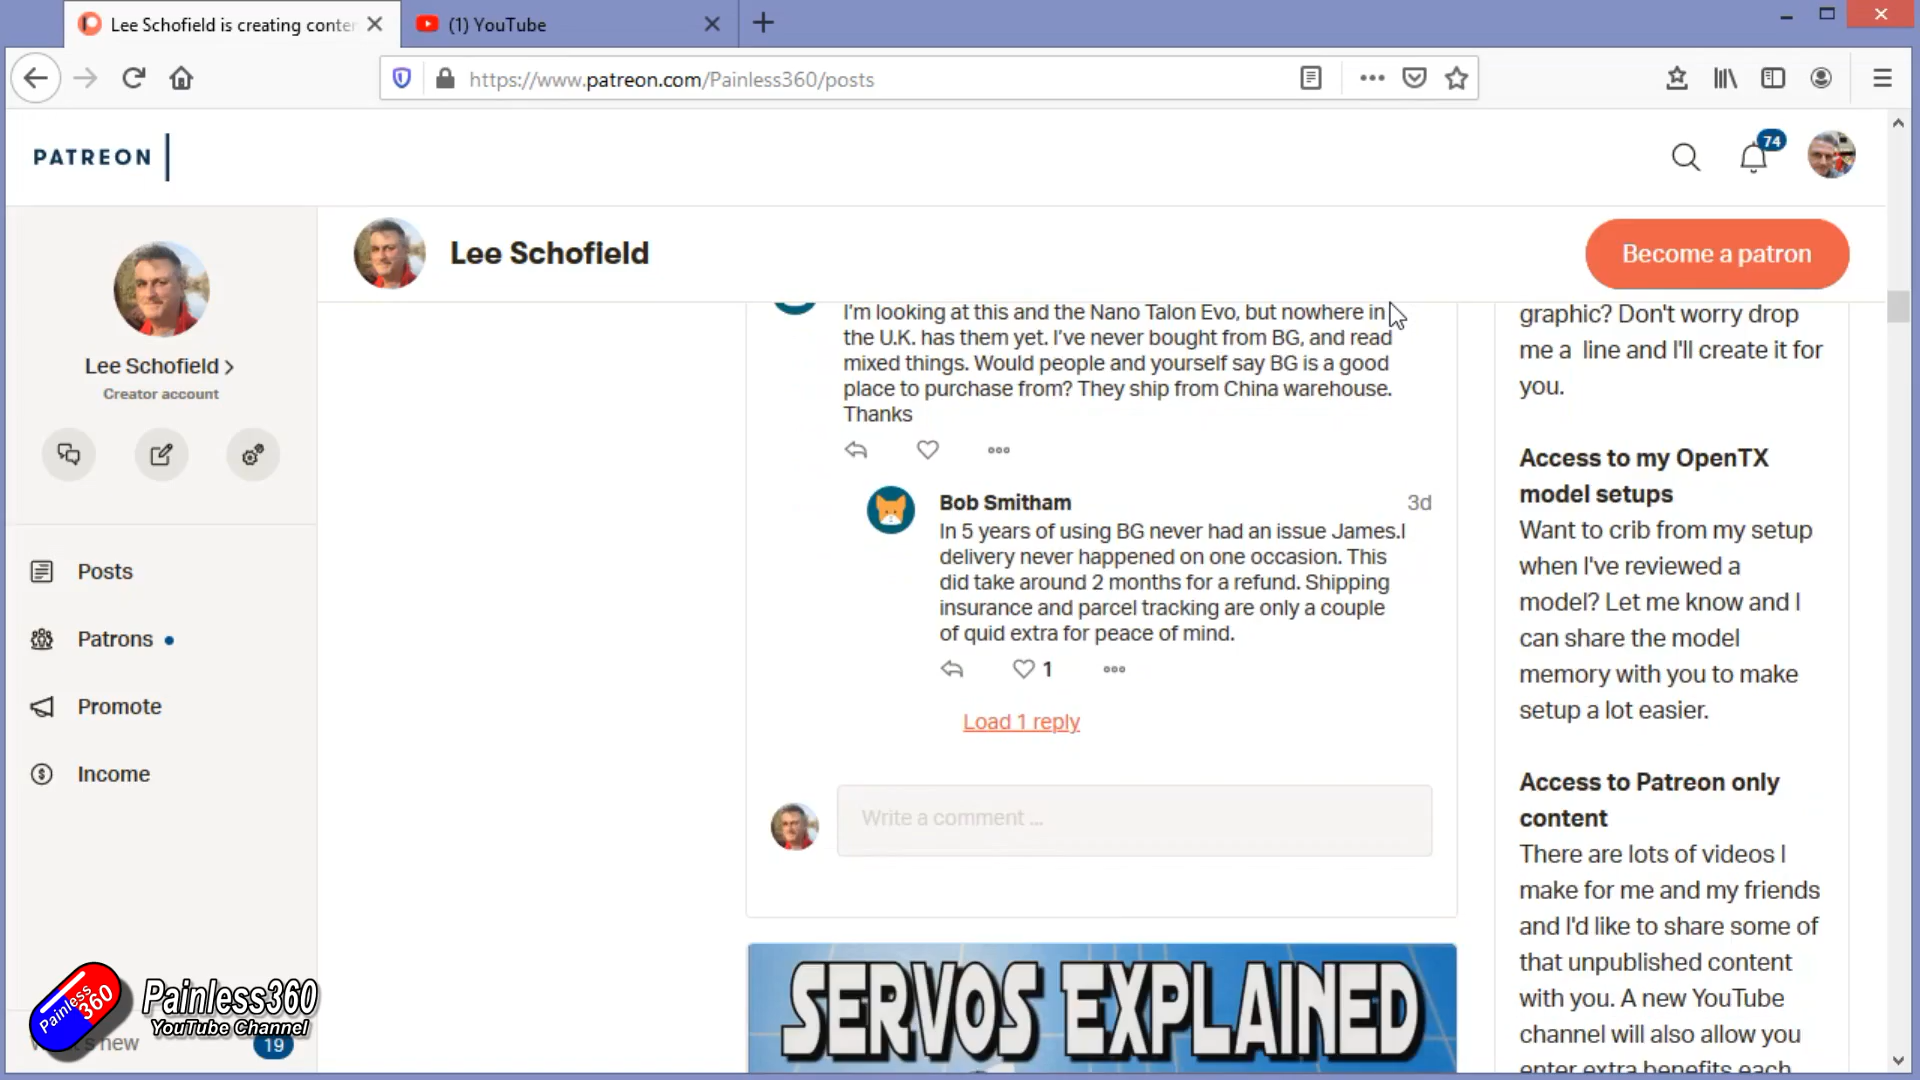 Lee Schofield is creating conter
(1) YouTube
https://www.patreon.com/Painless360/posts
PATREON
74
Lee Schofield
Become a patron
Lee Schofield
Creator account
Posts
Patrons
Promote
Income
What's new
19
I'm looking at this and the Nano Talon Evo, but nowhere in
the U.K. has them yet. I've never bought from BG, and read
mixed things. Would people and yourself say BG is a good
place to purchase from? They ship from China warehouse.
Thanks
Bob Smitham
3d
In 5 years of using BG never had an issue James.I
delivery never happened on one occasion. This
did take around 2 months for a refund. Shipping
insurance and parcel tracking are only a couple
of quid extra for peace of mind.
1
Load 1 reply
Write a comment ...
SERVOS EXPLAINED
graphic? Don't worry drop
me a line and I'll create it for
you.
Access to my OpenTX
model setups
Want to crib from my setup
when I've reviewed a
model? Let me know and I
can share the model
memory with you to make
setup a lot easier.
Access to Patreon only
content
There are lots of videos I
make for me and my friends
and I'd like to share some of
that unpublished content
with you. A new YouTube
channel will also allow you
enter extra benefits each
Painless
360
Painless360
YouTube Channel